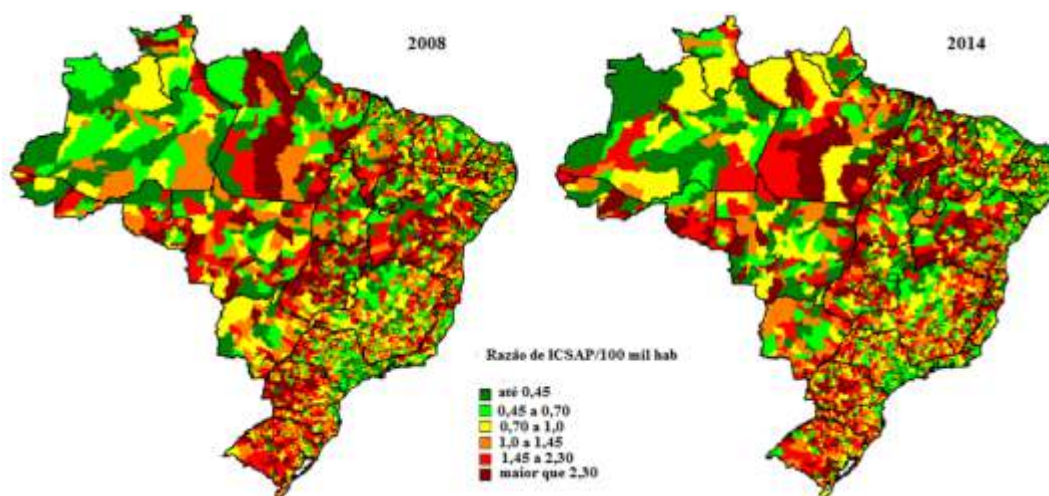 2008
2014
Razão de ICSAP/100 mil hab
até 0,45
0,45 a 0,70
0,70 a 1,0
1,0 a 1,45
1,45 a 2,30
maior que 2,30